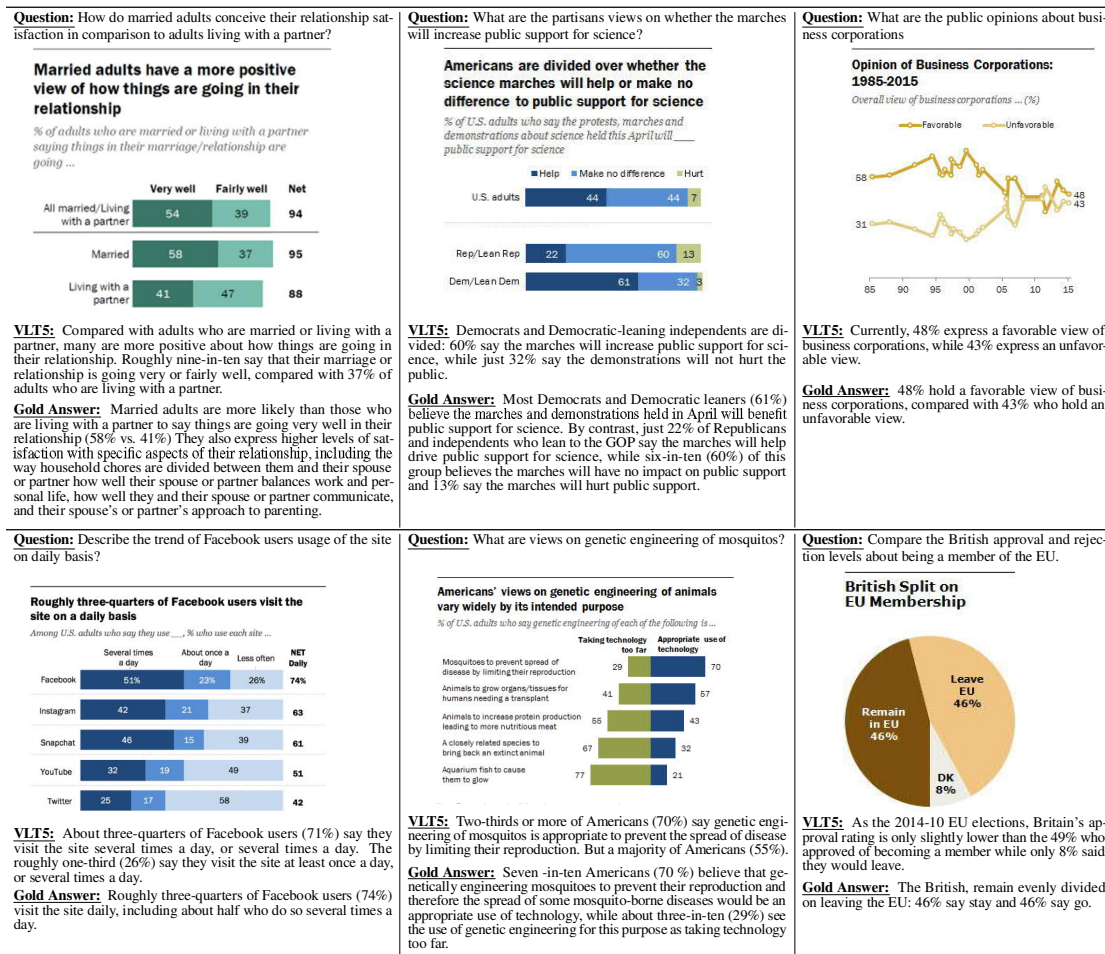 Question: How do married adults conceive their relationship sat-
isfaction in comparison to adults living with a partner?
Married adults have a more positive
view of how things are going in their
relationship
% of adults who are married or living with a partner
saying things in their marriage/relationship are
going ...
Very well Fairly well Net
All married/Living
with a partner 54 39 94
Married 58 37 95
Living with a
partner 41 47 88
VLT5: Compared with adults who are married or living with a
partner, many are more positive about how things are going in
their relationship. Roughly nine-in-ten say that their marriage or
relationship is going very or fairly well, compared with 37% of
adults who are living with a partner.
Gold Answer: Married adults are more likely than those who
are living with a partner to say things are going very well in their
relationship (58% vs. 41%) They also express higher levels of sat-
isfaction with specific aspects of their relationship, including the
way household chores are divided between them and their spouse
or partner how well their spouse or partner balances work and per-
sonal life, how well they and their spouse or partner communicate,
and their spouse's or partner's approach to parenting.
Question: What are the partisans views on whether the marches
will increase public support for science?
Americans are divided over whether the
science marches will help or make no
difference to public support for science
% of U.S. adults who say the protests, marches and
demonstrations about science held this April will ___
public support for science
Help Make no difference Hurt
U.S. adults 44 44 7
Rep/Lean Rep 22 60 13
Dem/Lean Dem 61 32 3
VLT5: Democrats and Democratic-leaning independents are di-
vided: 60% say the marches will increase public support for sci-
ence, while just 32% say the demonstrations will not hurt the
public.
Gold Answer: Most Democrats and Democratic leaners (61%)
believe the marches and demonstrations held in April will benefit
public support for science. By contrast, just 22% of Republicans
and independents who lean to the GOP say the marches will help
drive public support for science, while six-in-ten (60%) of this
group believes the marches will have no impact on public support
and 13% say the marches will hurt public support.
Question: What are the public opinions about busi-
ness corporations
Opinion of Business Corporations:
1985-2015
Overall view of business corporations ... (%)
Favorable Unfavorable
58
31
48
43
85 90 95 00 05 10 15
VLT5: Currently, 48% express a favorable view of
business corporations, while 43% express an unfavor-
able view.
Gold Answer: 48% hold a favorable view of busi-
ness corporations, compared with 43% who hold an
unfavorable view.
Question: Describe the trend of Facebook users usage of the site
on daily basis?
Roughly three-quarters of Facebook users visit the
site on a daily basis
Among U.S. adults who say they use ___, % who use each site ...
Several times
a day
About once a
day
Less often
NET
Daily
Facebook 51% 23% 26% 74%
Instagram 42 21 37 63
Snapchat 46 15 39 61
YouTube 32 19 49 51
Twitter 25 17 58 42
VLT5: About three-quarters of Facebook users (71%) say they
visit the site several times a day, or several times a day. The
roughly one-third (26%) say they visit the site at least once a day,
or several times a day.
Gold Answer: Roughly three-quarters of Facebook users (74%)
visit the site daily, including about half who do so several times a
day.
Question: What are views on genetic engineering of mosquitos?
Americans' views on genetic engineering of animals
vary widely by its intended purpose
% of U.S. adults who say genetic engineering of each of the following is ...
Taking technology
too far
Appropriate use of
technology
Mosquitoes to prevent spread of
disease by limiting their reproduction 29 70
Animals to grow organs/tissues for
humans needing a transplant 41 57
Animals to increase protein production
leading to more nutritious meat 55 43
A closely related species to
bring back an extinct animal 67 32
Aquarium fish to cause
them to glow 77 21
VLT5: Two-thirds or more of Americans (70%) say genetic engi-
neering of mosquitos is appropriate to prevent the spread of disease
by limiting their reproduction. But a majority of Americans (55%).
Gold Answer: Seven -in-ten Americans (70 %) believe that ge-
netically engineering mosquitoes to prevent their reproduction and
therefore the spread of some mosquito-borne diseases would be an
appropriate use of technology, while about three-in-ten (29%) see
the use of genetic engineering for this purpose as taking technology
too far.
Question: Compare the British approval and rejec-
tion levels about being a member of the EU.
British Split on
EU Membership
Leave
EU
46%
Remain
in EU
46%
DK
8%
VLT5: As the 2014-10 EU elections, Britain's ap-
proval rating is only slightly lower than the 49% who
approved of becoming a member while only 8% said
they would leave.
Gold Answer: The British, remain evenly divided
on leaving the EU: 46% say stay and 46% say go.